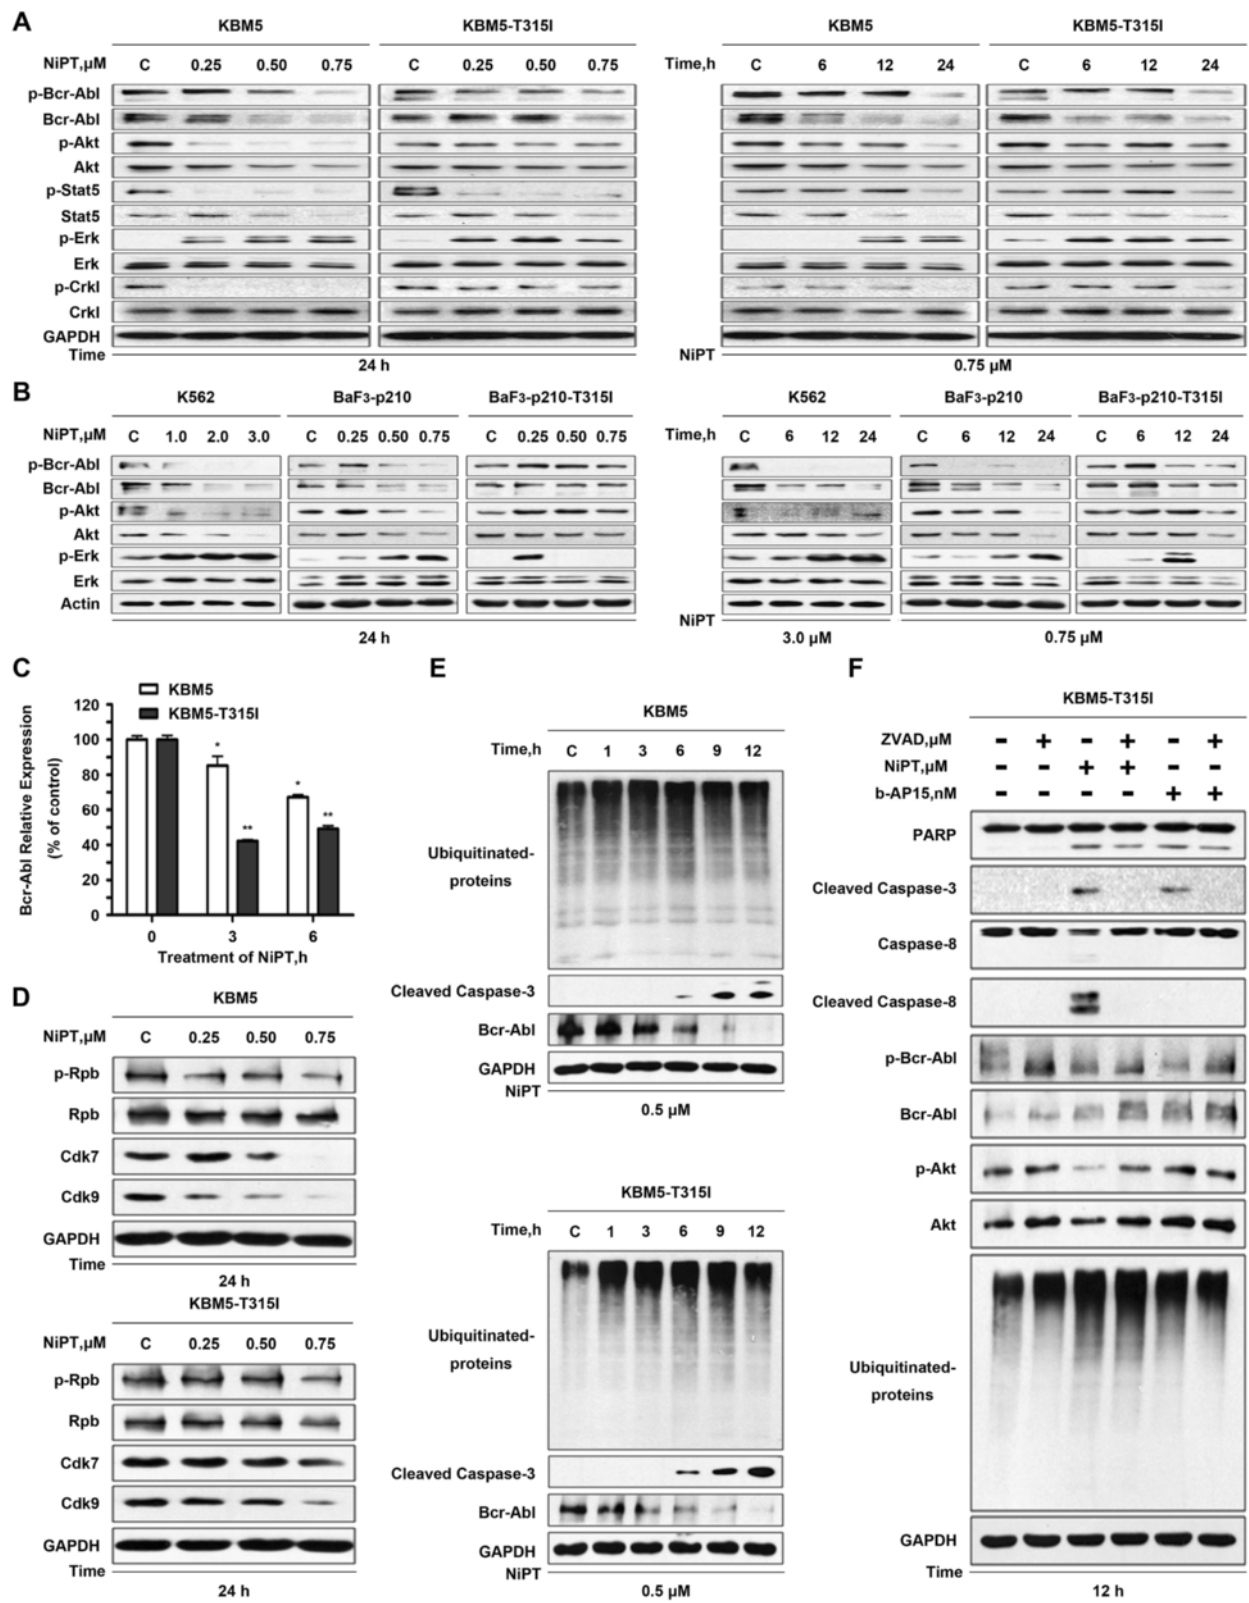 A
KBM5 KBM5-T315I KBM5 KBM5-T315I
NiPT,μM C 0.25 0.50 0.75 C 0.25 0.50 0.75 Time,h C 6 12 24 C 6 12 24
p-Bcr-Abl
Bcr-Abl
p-Akt
Akt
p-Stat5
Stat5
p-Erk
Erk
p-Crkl
Crkl
GAPDH
Time 24 h NiPT 0.75 μM
B
K562 BaF3-p210 BaF3-p210-T315I K562 BaF3-p210 BaF3-p210-T315I
NiPT,μM C 1.0 2.0 3.0 C 0.25 0.50 0.75 C 0.25 0.50 0.75 Time,h C 6 12 24 C 6 12 24 C 6 12 24
p-Bcr-Abl
Bcr-Abl
p-Akt
Akt
p-Erk
Erk
Actin
24 h NiPT 3.0 μM 0.75 μM
C
KBM5
KBM5-T315I
Bcr-Abl Relative Expression
(% of control)
120
100
80
60
40
20
0
* ** * **
0 3 6
Treatment of NiPT,h
D
KBM5
NiPT,μM C 0.25 0.50 0.75
p-Rpb
Rpb
Cdk7
Cdk9
GAPDH
Time
24 h
KBM5-T315I
NiPT,μM C 0.25 0.50 0.75
p-Rpb
Rpb
Cdk7
Cdk9
GAPDH
Time
24 h
E
KBM5
Time,h C 1 3 6 9 12
Ubiquitinated-
proteins
Cleaved Caspase-3
Bcr-Abl
GAPDH
NiPT
0.5 μM
KBM5-T315I
Time,h C 1 3 6 9 12
Ubiquitinated-
proteins
Cleaved Caspase-3
Bcr-Abl
GAPDH
NiPT
0.5 μM
F
KBM5-T315I
ZVAD,μM - + - + - +
NiPT,μM - - + + - -
b-AP15,nM - - - - + +
PARP
Cleaved Caspase-3
Caspase-8
Cleaved Caspase-8
p-Bcr-Abl
Bcr-Abl
p-Akt
Akt
Ubiquitinated-
proteins
GAPDH
Time
12 h